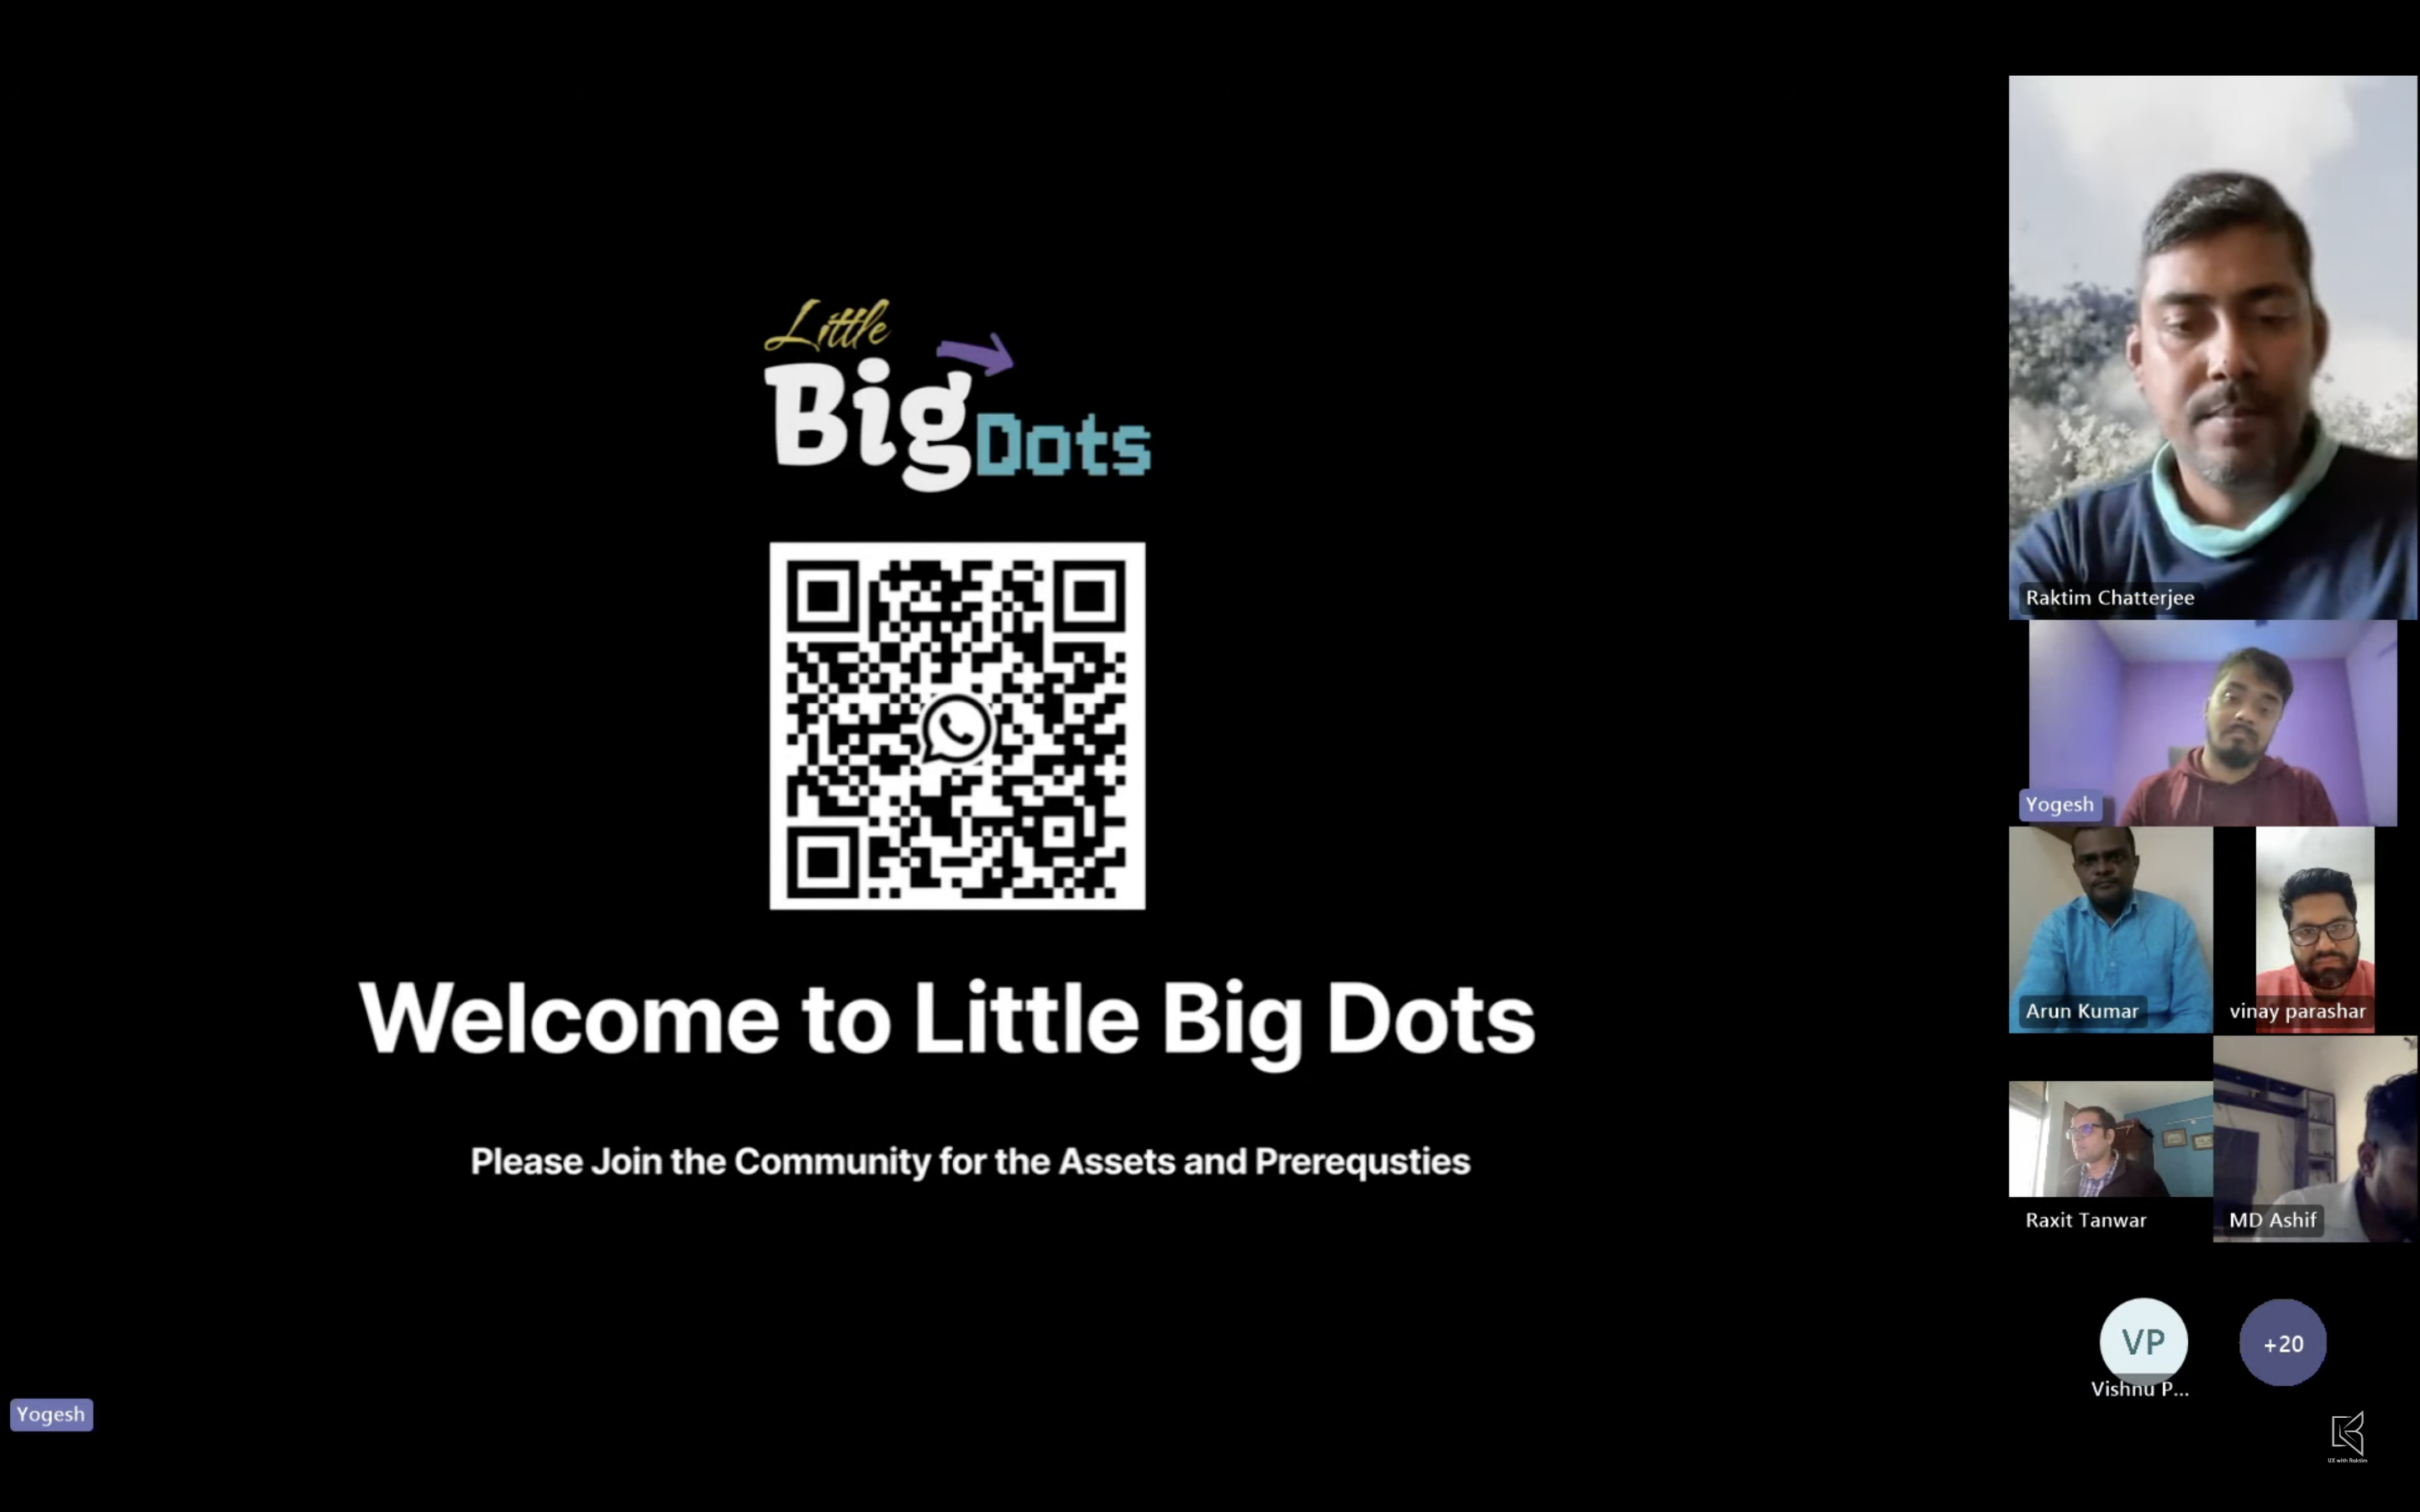 Little
Big
Dots
Welcome to Little Big Dots
Please Join the Community for the Assets and Prerequsties
Yogesh
Raktim Chatterjee
Yogesh
Arun Kumar
vinay parashar
Raxit Tanwar
MD Ashif
VP
Vishnu P...
+20
UX with Raktim